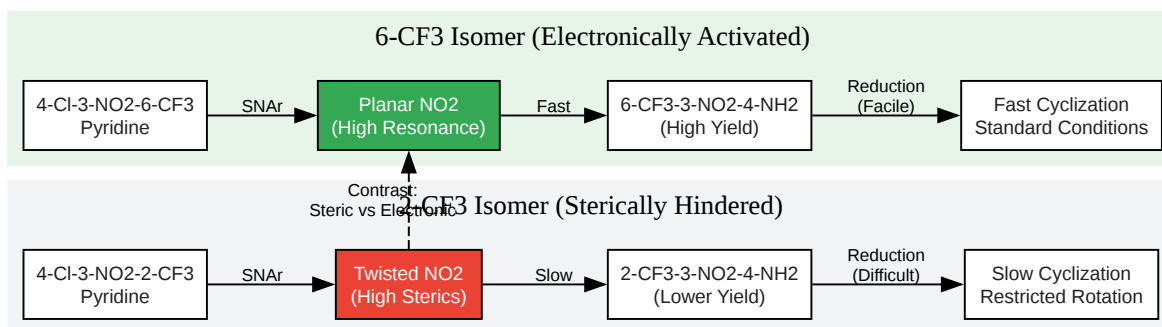 6-CF3 Isomer (Electronically Activated)
4-Cl-3-NO2-6-CF3
Pyridine
SNAr
Planar NO2
(High Resonance)
Fast
6-CF3-3-NO2-4-NH2
(High Yield)
Reduction
(Facile)
Fast Cyclization
Standard Conditions
Contrast:
Steric vs Electronic
2-CF3 Isomer (Sterically Hindered)
4-Cl-3-NO2-2-CF3
Pyridine
SNAr
Twisted NO2
(High Sterics)
Slow
2-CF3-3-NO2-4-NH2
(Lower Yield)
Reduction
(Difficult)
Slow Cyclization
Restricted Rotation